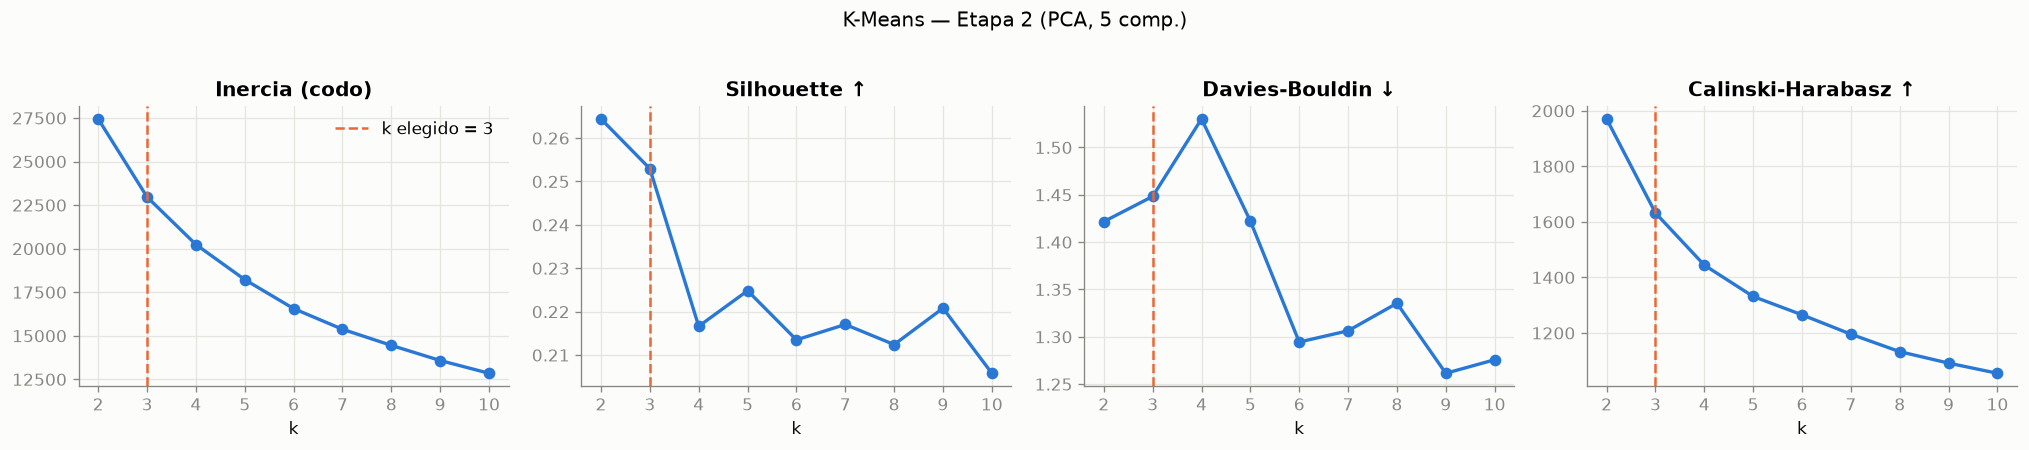 K-Means — Etapa 2 (PCA, 5 comp.)
Inercia (codo)
k elegido = 3
27500
25000
22500
20000
17500
15000
12500
2 3 4 5 6 7 8 9 10
k
Silhouette ↑
0.26
0.25
0.24
0.23
0.22
0.21
2 3 4 5 6 7 8 9 10
k
Davies-Bouldin ↓
1.50
1.45
1.40
1.35
1.30
1.25
2 3 4 5 6 7 8 9 10
k
Calinski-Harabasz ↑
2000
1800
1600
1400
1200
2 3 4 5 6 7 8 9 10
k